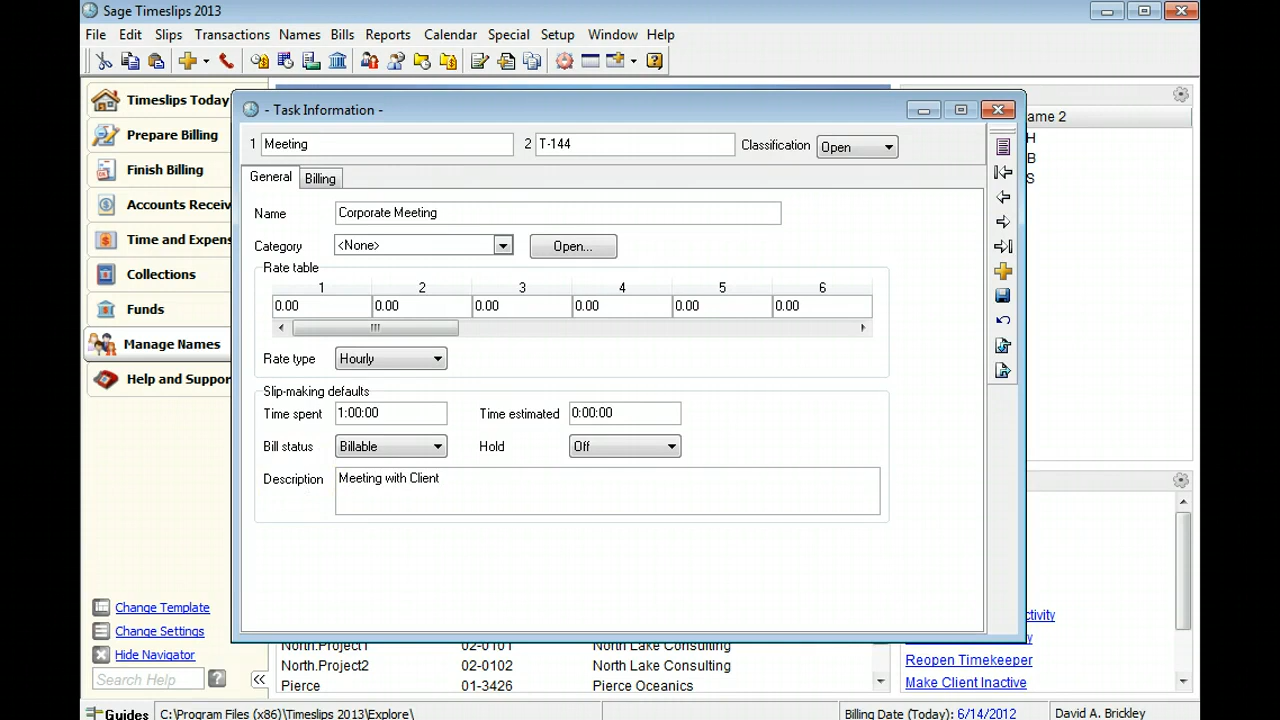 Sage Timeslips 2013
File Edit Slips Transactions Names Bills Reports Calendar Special Setup Window Help
Timeslips Today
Prepare Billing
Finish Billing
Accounts Receiv
Time and Expens
Collections
Funds
Manage Names
Help and Suppor
Change Template
Change Settings
Hide Navigator
Search Help
- Task Information -
1 Meeting 2 T-144 Classification Open
General Billing
Name Corporate Meeting
Category <None> Open...
Rate table
1 2 3 4 5 6
0.00 0.00 0.00 0.00 0.00 0.00
Rate type Hourly
Slip-making defaults
Time spent 1:00:00 Time estimated 0:00:00
Bill status Billable Hold Off
Description Meeting with Client
ame 2
H
B
S
North.Project1 02-0101 North Lake Consulting
North.Project2 02-0102 North Lake Consulting
Pierce 01-3426 Pierce Oceanics
ctivity
y
Reopen Timekeeper
Make Client Inactive
Guides C:\Program Files (x86)\Timeslips 2013\Explore\ Billing Date (Today): 6/14/2012 David A. Brickley